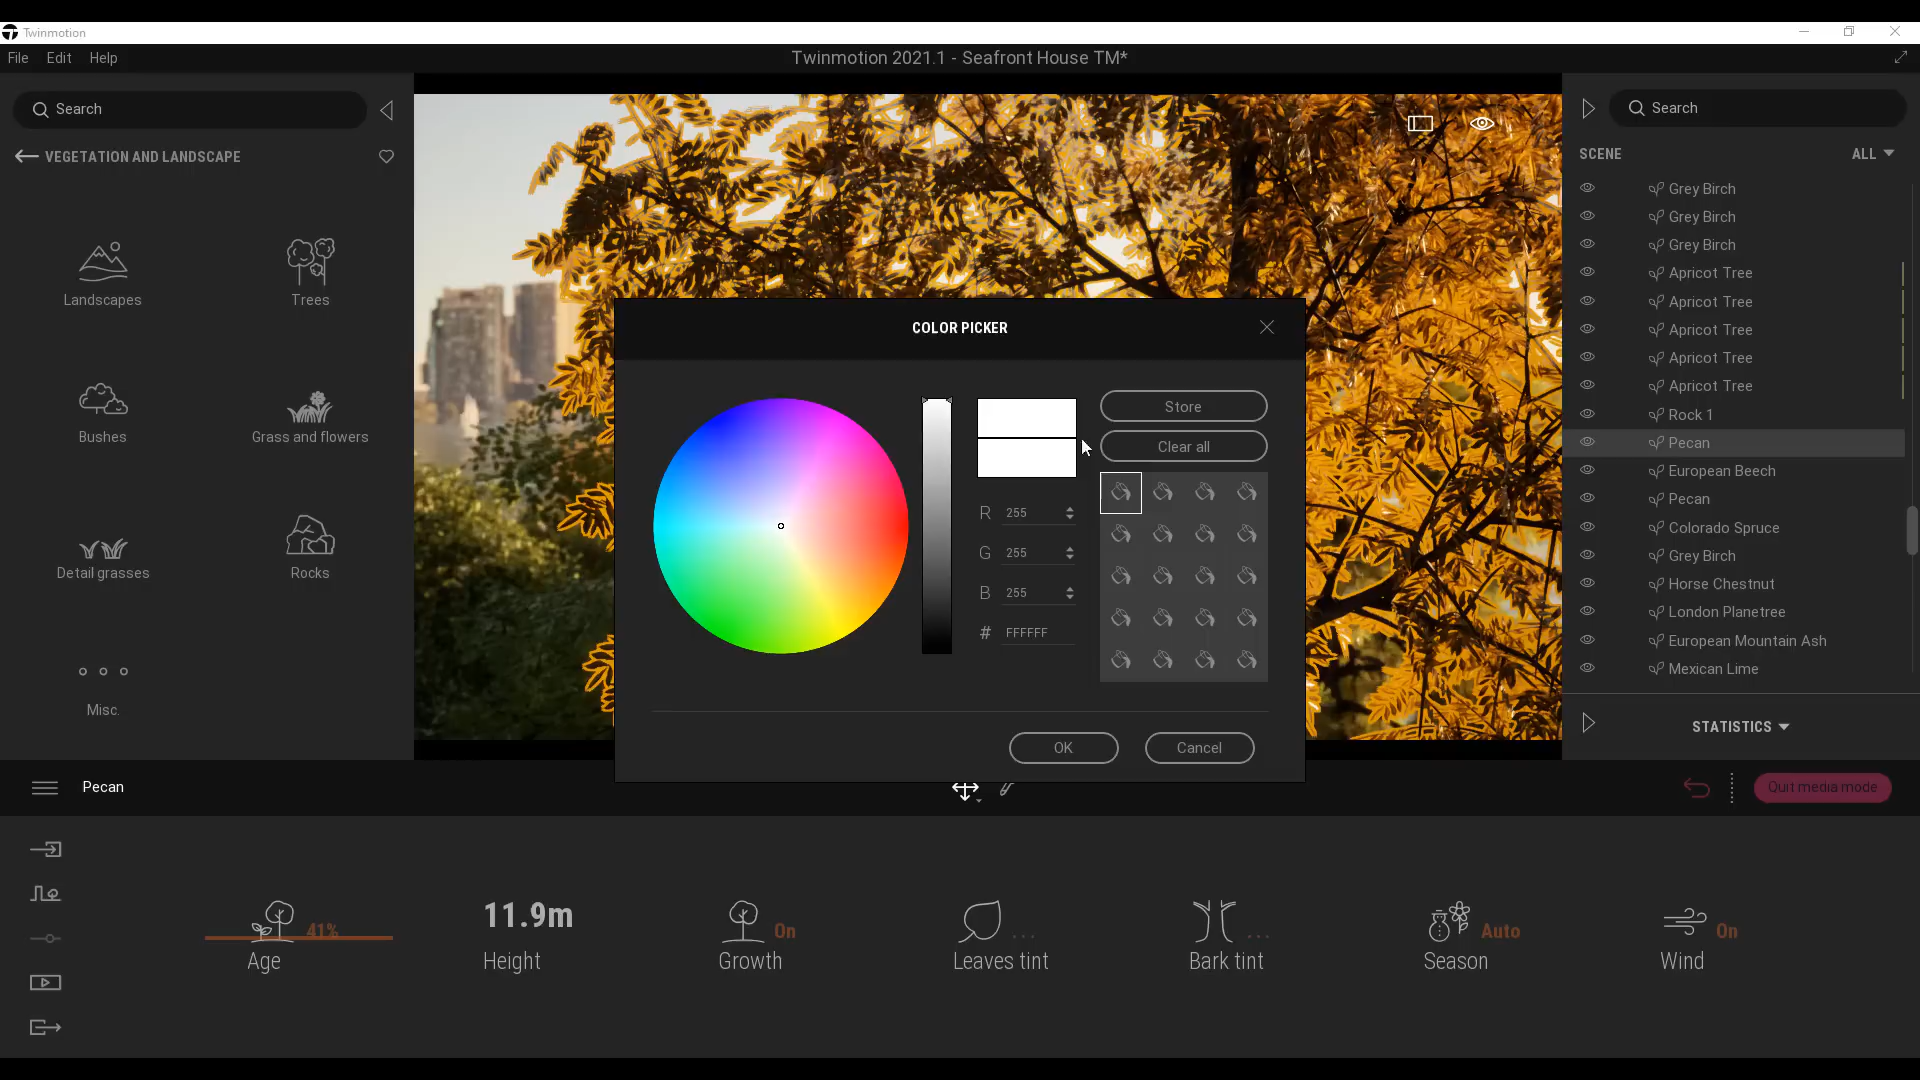 Twinmotion
File Edit Help
Twinmotion 2021.1 - Seafront House TM*
Search
VEGETATION AND LANDSCAPE
Landscapes
Trees
Bushes
Grass and flowers
Detail grasses
Rocks
Misc.
COLOR PICKER
Store
Clear all
R 255
G 255
B 255
# FFFFFF
OK
Cancel
Search
SCENE
ALL
Grey Birch
Grey Birch
Grey Birch
Apricot Tree
Apricot Tree
Apricot Tree
Apricot Tree
Apricot Tree
Rock 1
Pecan
European Beech
Pecan
Colorado Spruce
Grey Birch
Horse Chestnut
London Planetree
European Mountain Ash
Mexican Lime
STATISTICS
Pecan
Quit media mode
41%
Age
11.9m
Height
On
Growth
...
Leaves tint
...
Bark tint
Auto
Season
On
Wind